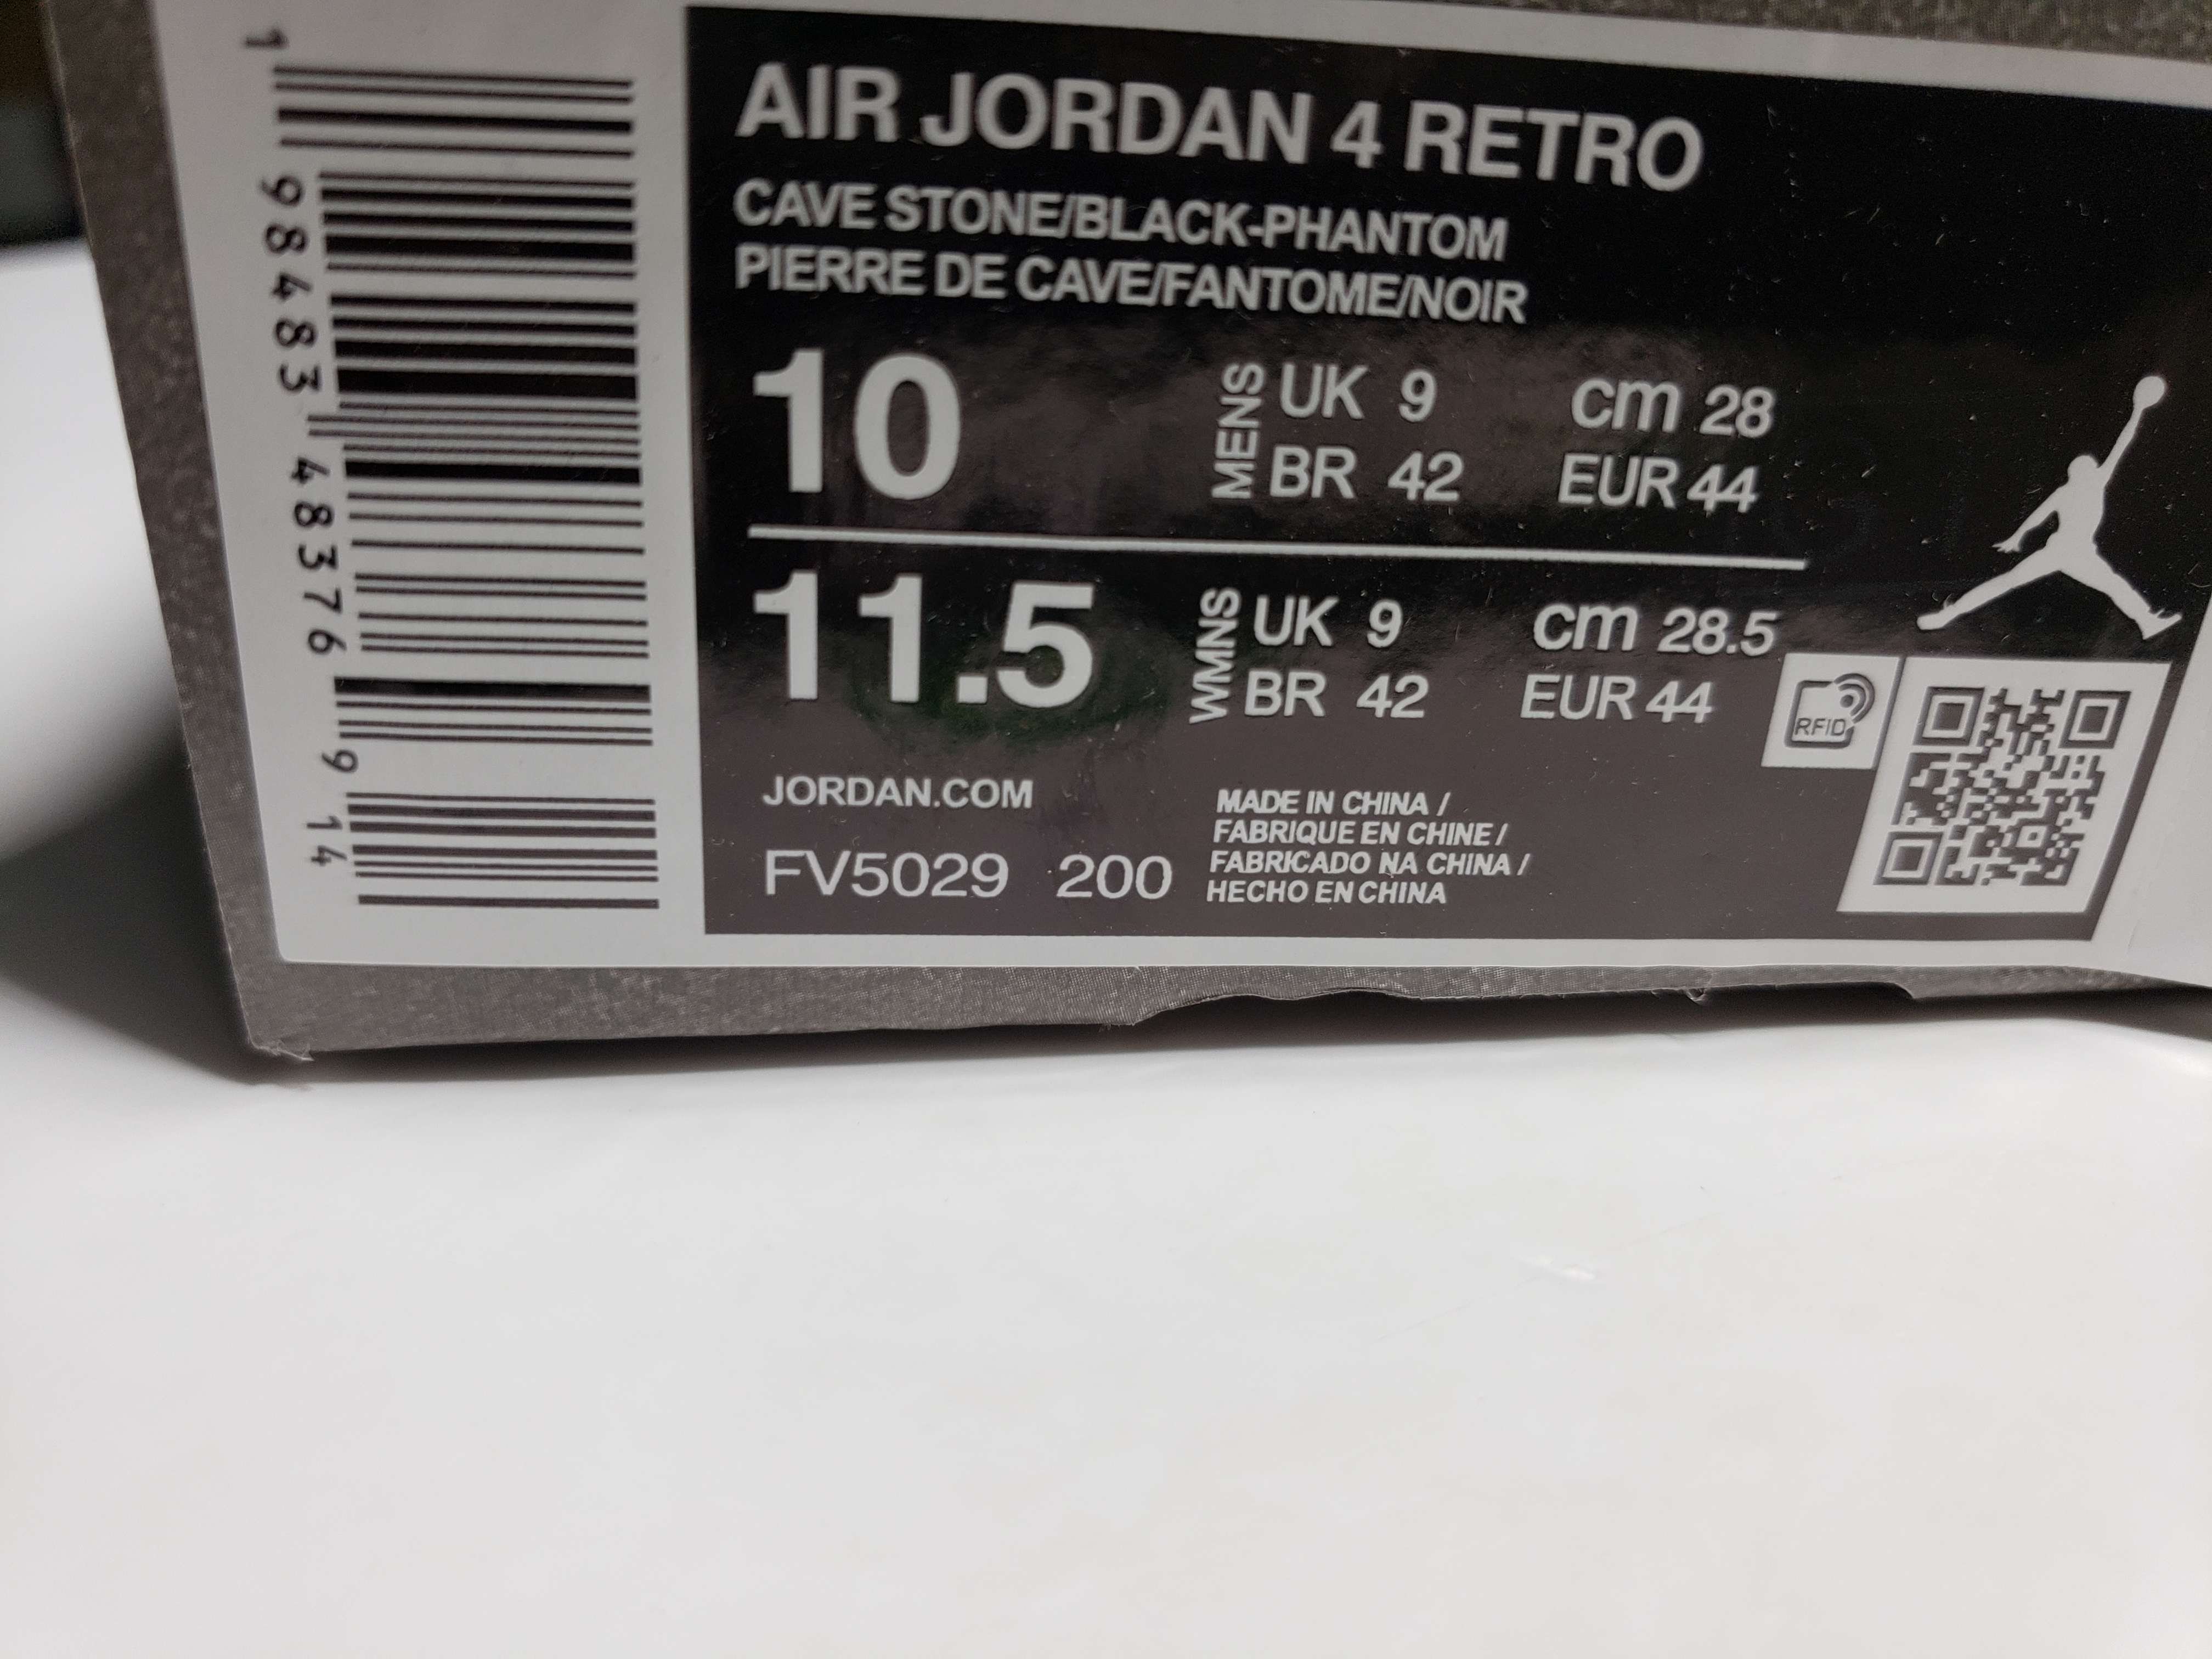 1 98483 48376 9 14
AIR JORDAN 4 RETRO
CAVE STONE/BLACK-PHANTOM
PIERRE DE CAVE/FANTOME/NOIR
10 MENS UK 9 cm 28
BR 42 EUR 44
11.5 WMNS UK 9 cm 28.5
BR 42 EUR 44
RFID
JORDAN.COM
FV5029 200
MADE IN CHINA /
FABRIQUE EN CHINE /
FABRICADO NA CHINA /
HECHO EN CHINA